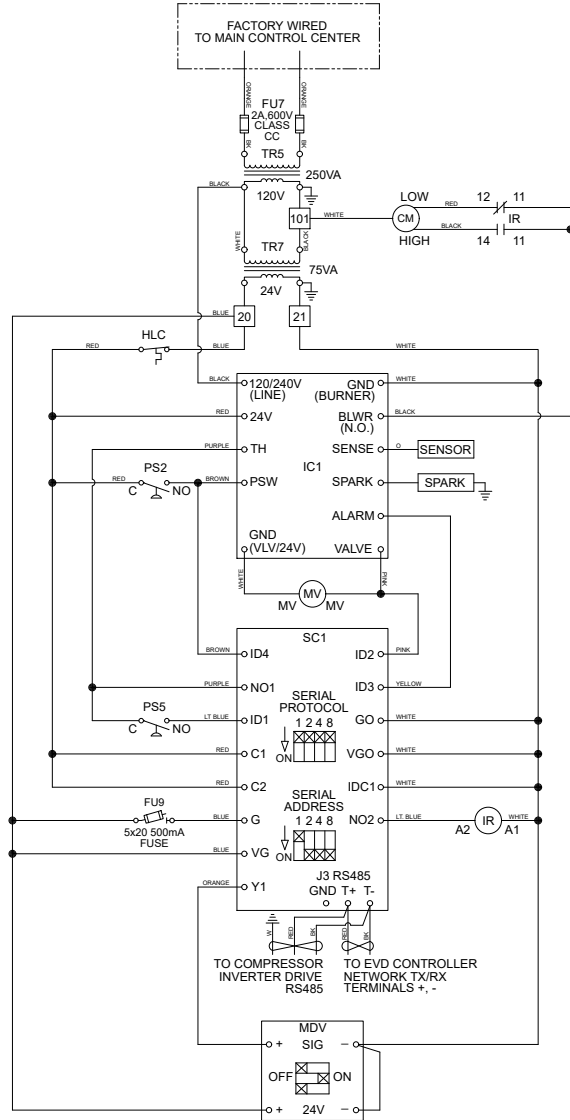 FACTORY WIRED
TO MAIN CONTROL CENTER
ORANGE
ORANGE
FU7
2A,600V
CLASS
CC
BK
BK
TR5
250VA
BLACK
120V
101
WHITE
CM
LOW
RED
12
11
IR
BLACK
HIGH
14
11
WHITE
BLACK
TR7
75VA
24V
BLUE
20
21
HLC
RED
BLUE
WHITE
BLACK
120/240V
(LINE)
GND
(BURNER)
WHITE
RED
24V
BLWR
(N.O.)
BLACK
PURPLE
TH
SENSE
O
SENSOR
IC1
PS2
RED
C
NO
BROWN
PSW
SPARK
SPARK
ALARM
GND
(VLV/24V)
VALVE
WHITE
PINK
MV
MV
MV
SC1
BROWN
ID4
ID2
PINK
PURPLE
NO1
ID3
YELLOW
SERIAL
PROTOCOL
1 2 4 8
ON
PS5
C
NO
LT BLUE
ID1
GO
WHITE
RED
C1
VGO
WHITE
RED
C2
IDC1
WHITE
SERIAL
ADDRESS
1 2 4 8
ON
FU9
5x20 500mA
FUSE
BLUE
G
NO2
LT. BLUE
IR
A2
A1
WHITE
BLUE
VG
ORANGE
Y1
J3 RS485
GND T+ T-
W
RED
BK
RED
BK
TO COMPRESSOR
INVERTER DRIVE
RS485
TO EVD CONTROLLER
NETWORK TX/RX
TERMINALS +, -
MDV
+ SIG –
OFF
ON
+ 24V –